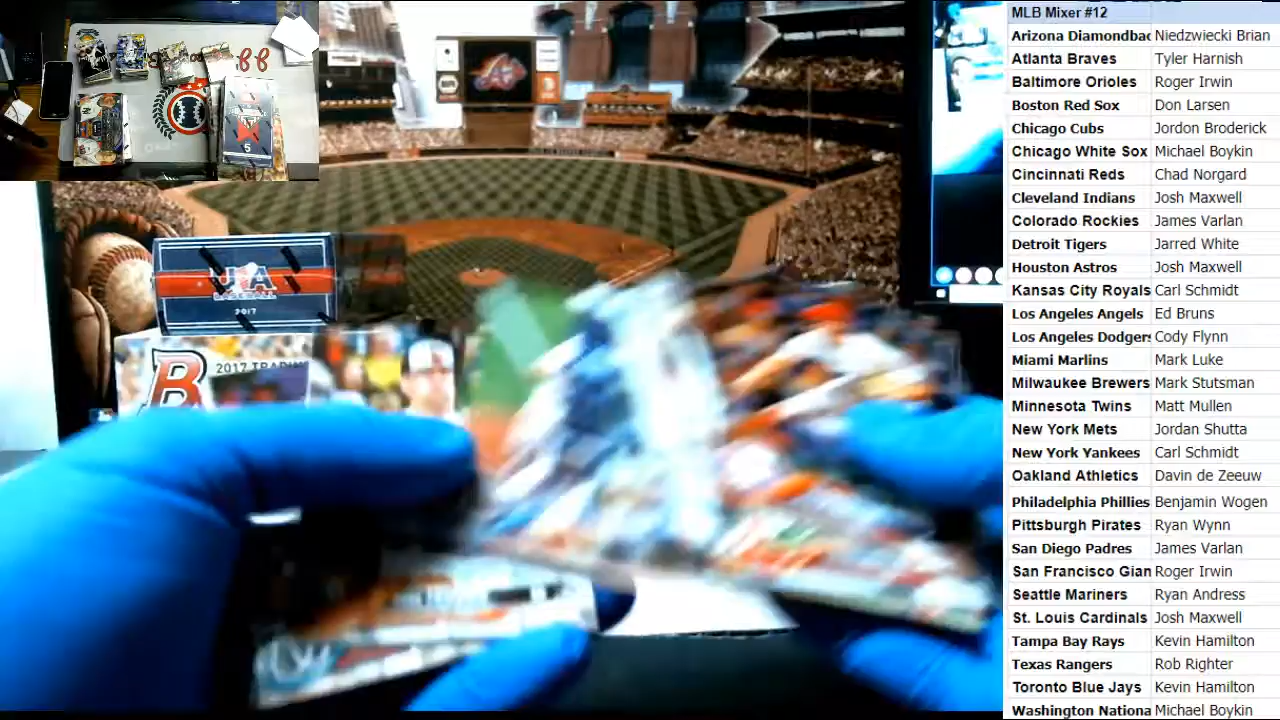 MLB Mixer #12
Arizona Diamondbac Niedzwiecki Brian
Atlanta Braves Tyler Harnish
Baltimore Orioles Roger Irwin
Boston Red Sox Don Larsen
Chicago Cubs Jordon Broderick
Chicago White Sox Michael Boykin
Cincinnati Reds Chad Norgard
Cleveland Indians Josh Maxwell
Colorado Rockies James Varlan
Detroit Tigers Jarred White
Houston Astros Josh Maxwell
Kansas City Royals Carl Schmidt
Los Angeles Angels Ed Bruns
Los Angeles Dodgers Cody Flynn
Miami Marlins Mark Luke
Milwaukee Brewers Mark Stutsman
Minnesota Twins Matt Mullen
New York Mets Jordan Shutta
New York Yankees Carl Schmidt
Oakland Athletics Davin de Zeeuw
Philadelphia Phillies Benjamin Wogen
Pittsburgh Pirates Ryan Wynn
San Diego Padres James Varlan
San Francisco Gian Roger Irwin
Seattle Mariners Ryan Andress
St. Louis Cardinals Josh Maxwell
Tampa Bay Rays Kevin Hamilton
Texas Rangers Rob Righter
Toronto Blue Jays Kevin Hamilton
Washington Nationa Michael Boykin
USA
BASEBALL
2017
B
2017 TRADIN
5